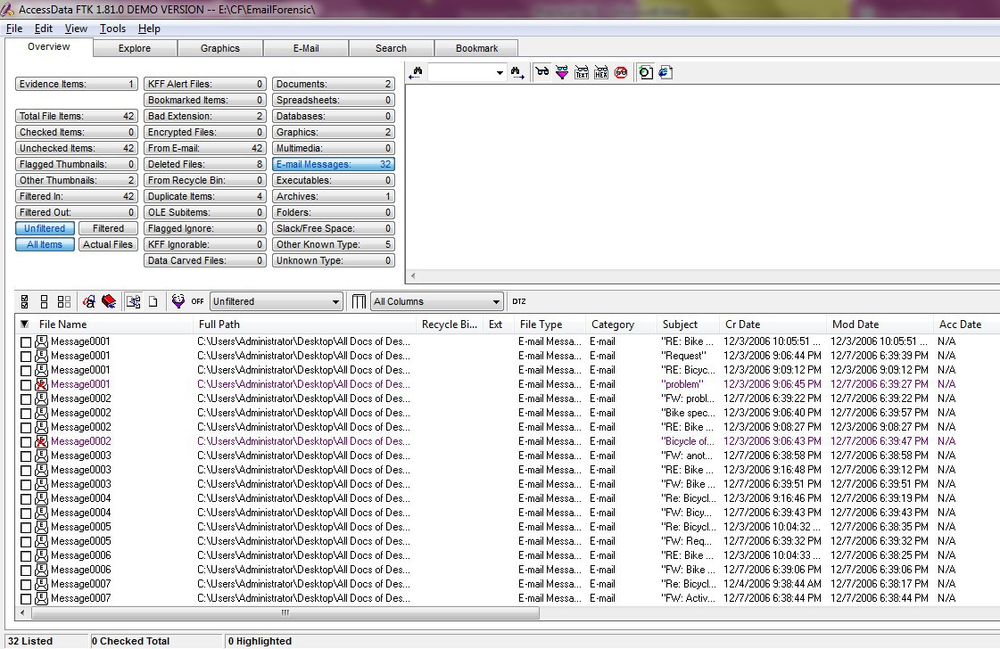 AccessData FTK 1.81.0 DEMO VERSION -- E:\CF\EmailForensic\
File Edit View Tools Help
Overview Explore Graphics E-Mail Search Bookmark
Evidence Items: 1 KFF Alert Files: 0 Documents: 2
Bookmarked Items: 0 Spreadsheets: 0
Total File Items: 42 Bad Extension: 2 Databases: 0
Checked Items: 0 Encrypted Files: 0 Graphics: 2
Unchecked Items: 42 From E-mail: 42 Multimedia: 0
Flagged Thumbnails: 0 Deleted Files: 8 E-mail Messages: 32
Other Thumbnails: 2 From Recycle Bin: 0 Executables: 0
Filtered In: 42 Duplicate Items: 4 Archives: 1
Filtered Out: 0 OLE Subitems: 0 Folders: 0
Unfiltered Filtered Flagged Ignore: 0 Slack/Free Space: 0
All Items Actual Files KFF Ignorable: 0 Other Known Type: 5
Data Carved Files: 0 Unknown Type: 0
TEXT HEX
OFF Unfiltered All Columns DTZ
File Name Full Path Recycle Bi... Ext File Type Category Subject Cr Date Mod Date Acc Date
Message0001 C:\Users\Administrator\Desktop\All Docs of Des... E-mail Messa... E-mail "RE: Bike ... 12/3/2006 10:05:51 ... 12/3/2006 10:05:51 ... N/A
Message0001 C:\Users\Administrator\Desktop\All Docs of Des... E-mail Messa... E-mail "Request" 12/3/2006 9:06:44 PM 12/7/2006 6:39:39 PM N/A
Message0001 C:\Users\Administrator\Desktop\All Docs of Des... E-mail Messa... E-mail "RE: Bicyc... 12/3/2006 9:09:12 PM 12/3/2006 9:09:12 PM N/A
Message0001 C:\Users\Administrator\Desktop\All Docs of Des... E-mail Messa... E-mail "problem" 12/3/2006 9:06:45 PM 12/7/2006 6:39:27 PM N/A
Message0002 C:\Users\Administrator\Desktop\All Docs of Des... E-mail Messa... E-mail "FW: probl... 12/7/2006 6:39:22 PM 12/7/2006 6:39:22 PM N/A
Message0002 C:\Users\Administrator\Desktop\All Docs of Des... E-mail Messa... E-mail "Bike spec... 12/3/2006 9:06:40 PM 12/7/2006 6:39:57 PM N/A
Message0002 C:\Users\Administrator\Desktop\All Docs of Des... E-mail Messa... E-mail "RE: Bike ... 12/3/2006 9:08:27 PM 12/3/2006 9:08:27 PM N/A
Message0002 C:\Users\Administrator\Desktop\All Docs of Des... E-mail Messa... E-mail "Bicycle of... 12/3/2006 9:06:43 PM 12/7/2006 6:39:47 PM N/A
Message0003 C:\Users\Administrator\Desktop\All Docs of Des... E-mail Messa... E-mail "FW: anot... 12/7/2006 6:38:58 PM 12/7/2006 6:38:58 PM N/A
Message0003 C:\Users\Administrator\Desktop\All Docs of Des... E-mail Messa... E-mail "RE: Bike ... 12/3/2006 9:16:48 PM 12/7/2006 6:39:12 PM N/A
Message0003 C:\Users\Administrator\Desktop\All Docs of Des... E-mail Messa... E-mail "FW: Bike ... 12/7/2006 6:39:51 PM 12/7/2006 6:39:51 PM N/A
Message0004 C:\Users\Administrator\Desktop\All Docs of Des... E-mail Messa... E-mail "Re: Bicycl... 12/3/2006 9:16:46 PM 12/7/2006 6:39:19 PM N/A
Message0004 C:\Users\Administrator\Desktop\All Docs of Des... E-mail Messa... E-mail "FW: Bicy... 12/7/2006 6:39:43 PM 12/7/2006 6:39:43 PM N/A
Message0005 C:\Users\Administrator\Desktop\All Docs of Des... E-mail Messa... E-mail "Re: Bicycl... 12/3/2006 10:04:32 ... 12/7/2006 6:38:35 PM N/A
Message0005 C:\Users\Administrator\Desktop\All Docs of Des... E-mail Messa... E-mail "FW: Req... 12/7/2006 6:39:32 PM 12/7/2006 6:39:32 PM N/A
Message0006 C:\Users\Administrator\Desktop\All Docs of Des... E-mail Messa... E-mail "RE: Bike ... 12/3/2006 10:04:33 ... 12/7/2006 6:38:25 PM N/A
Message0006 C:\Users\Administrator\Desktop\All Docs of Des... E-mail Messa... E-mail "FW: Bike ... 12/7/2006 6:39:06 PM 12/7/2006 6:39:06 PM N/A
Message0007 C:\Users\Administrator\Desktop\All Docs of Des... E-mail Messa... E-mail "Re: Bicycl... 12/4/2006 9:38:44 AM 12/7/2006 6:38:17 PM N/A
Message0007 C:\Users\Administrator\Desktop\All Docs of Des... E-mail Messa... E-mail "FW: Activ... 12/7/2006 6:38:44 PM 12/7/2006 6:38:44 PM N/A
32 Listed 0 Checked Total 0 Highlighted